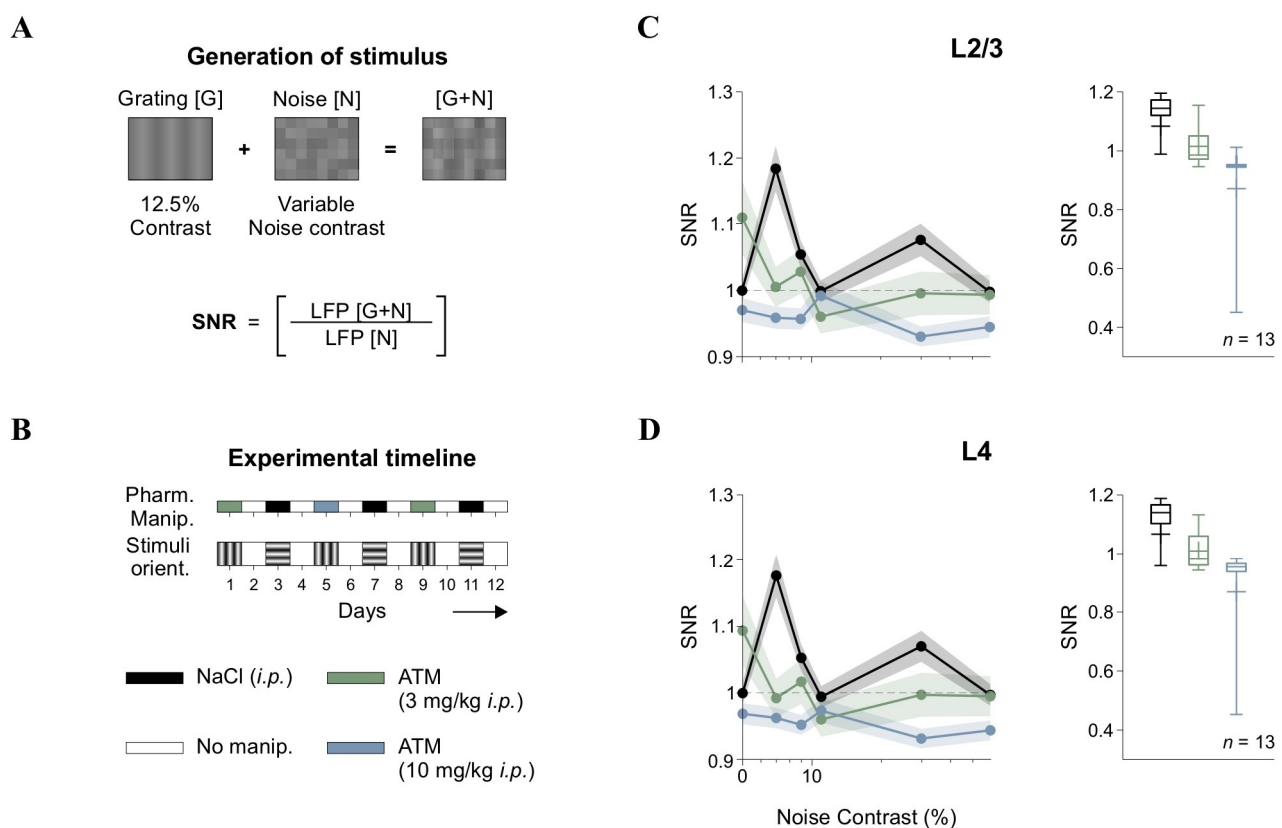 A
Generation of stimulus
Grating [G]
Noise [N]
[G+N]
+
=
12.5%
Contrast
Variable
Noise contrast
SNR = [ LFP [G+N]
LFP [N] ]
B
Experimental timeline
Pharm.
Manip.
Stimuli
orient.
1 2 3 4 5 6 7 8 9 10 11 12
Days
NaCl (i.p.)
ATM
(3 mg/kg i.p.)
No manip.
ATM
(10 mg/kg i.p.)
C
L2/3
1.3
1.2
1.1
1
0.9
SNR
1.2
1
0.8
0.6
0.4
SNR
n = 13
D
L4
1.3
1.2
1.1
1
0.9
SNR
0 10
Noise Contrast (%)
1.2
1
0.8
0.6
0.4
SNR
n = 13